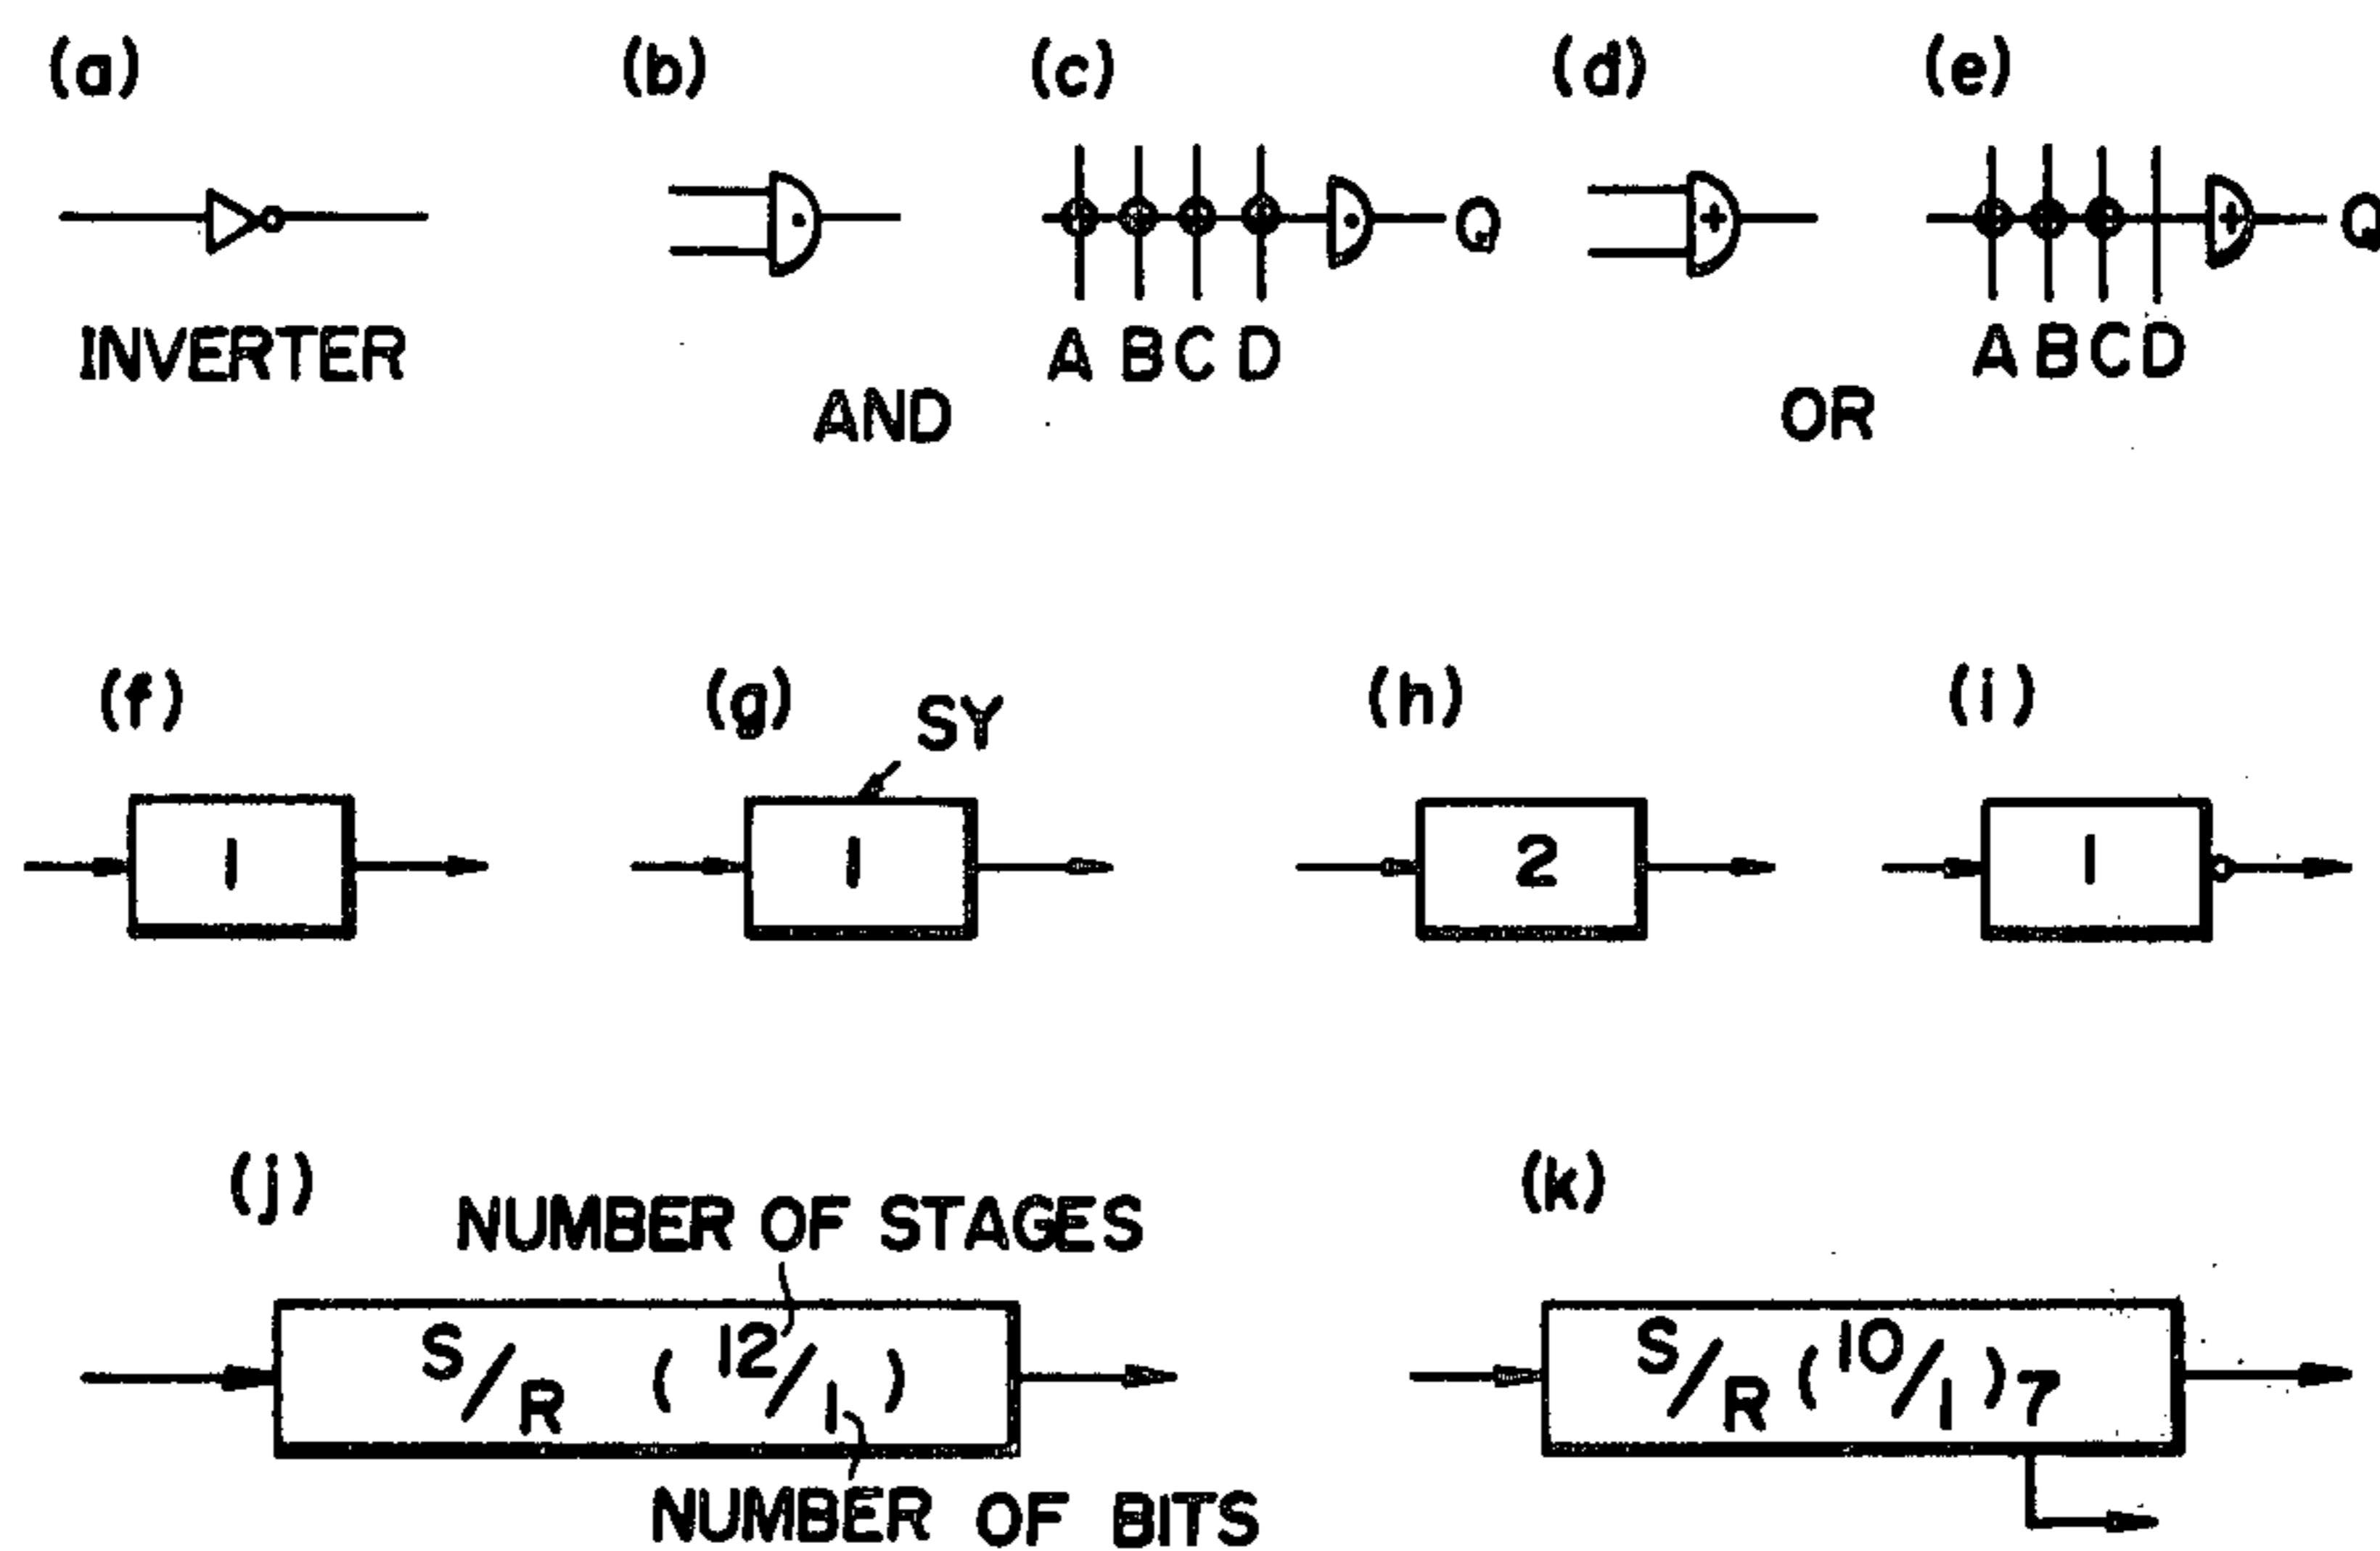 (a) (b) (c) (d) (e)
Q Q
INVERTER A B C D A B C D
AND OR
(f) (g) SY (h) (i)
1 1 2 1
(j) (k)
NUMBER OF STAGES
S/R (12/1) S/R (10/1) 7
NUMBER OF BITS